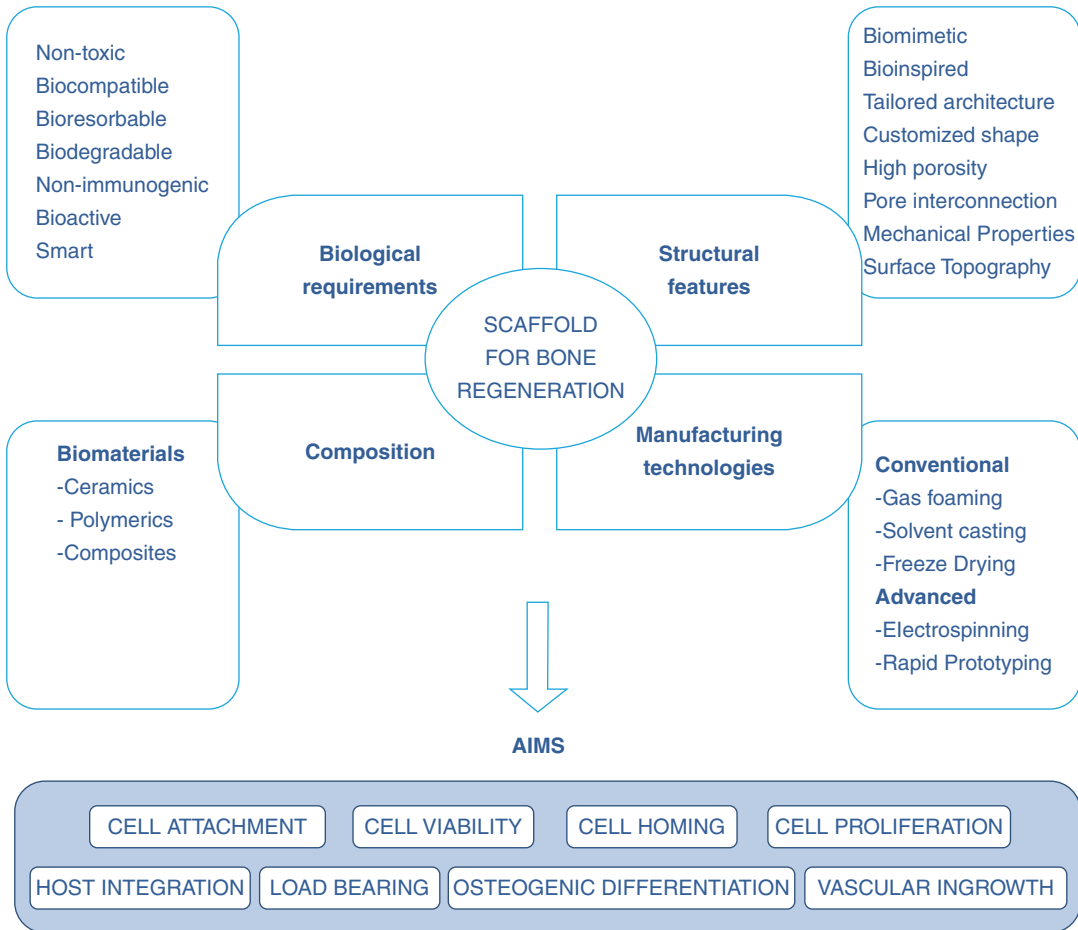 Non-toxic
Biocompatible
Bioresorbable
Biodegradable
Non-immunogenic
Bioactive
Smart
Biomimetic
Bioinspired
Tailored architecture
Customized shape
High porosity
Pore interconnection
Mechanical Properties
Surface Topography
Biological
requirements
Structural
features
SCAFFOLD
FOR BONE
REGENERATION
Composition
Manufacturing
technologies
Biomaterials
-Ceramics
- Polymerics
-Composites
Conventional
-Gas foaming
-Solvent casting
-Freeze Drying
Advanced
-Electrospinning
-Rapid Prototyping
AIMS
CELL ATTACHMENT
CELL VIABILITY
CELL HOMING
CELL PROLIFERATION
HOST INTEGRATION
LOAD BEARING
OSTEOGENIC DIFFERENTIATION
VASCULAR INGROWTH